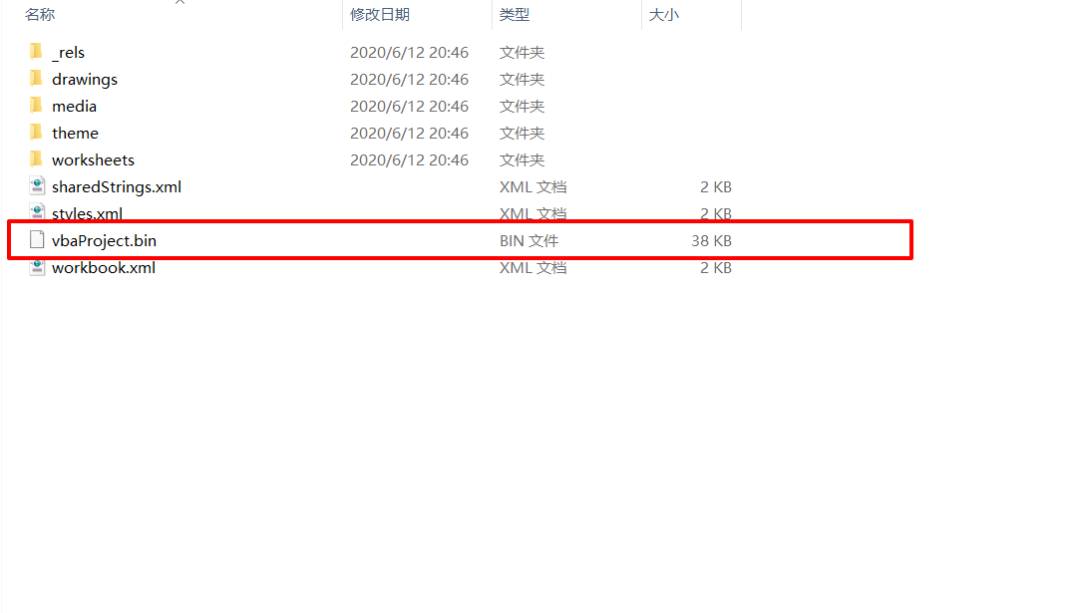 名称 修改日期 类型 大小
_rels 2020/6/12 20:46 文件夹
drawings 2020/6/12 20:46 文件夹
media 2020/6/12 20:46 文件夹
theme 2020/6/12 20:46 文件夹
worksheets 2020/6/12 20:46 文件夹
sharedStrings.xml XML 文档 2 KB
styles.xml XML 文档 2 KB
vbaProject.bin BIN 文件 38 KB
workbook.xml XML 文档 2 KB